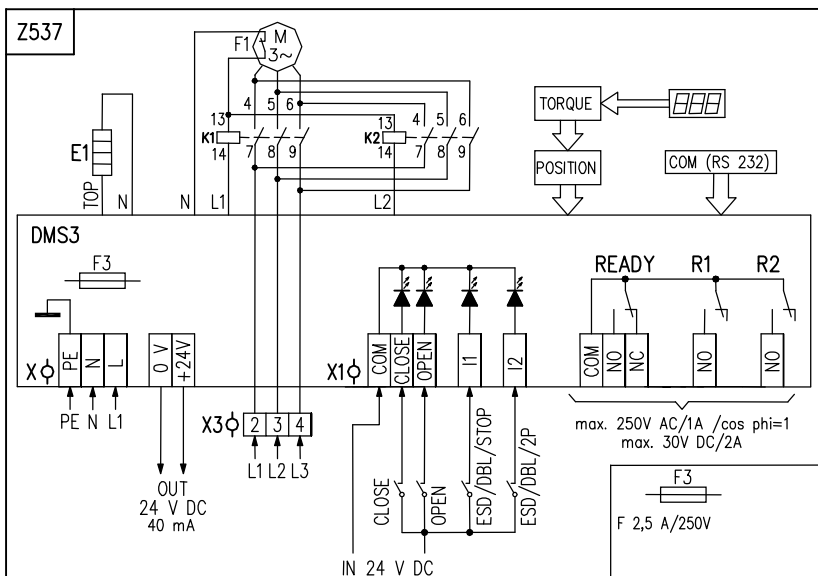 Z537
F1
M
3~
4 5 6
13
K1
14
7 8 9
13
K2
14
4 5 6
7 8 9
TORQUE
888
POSITION
COM (RS 232)
E1
TOP
N
N
L1
L2
DMS3
F3
X
PE
N
L
0 V
+24V
PE N L1
OUT
24 V DC
40 mA
X3
2 3 4
L1 L2 L3
X1
COM
CLOSE
OPEN
I1
I2
CLOSE
OPEN
ESD/DBL/STOP
ESD/DBL/2P
IN 24 V DC
READY
R1
R2
COM
NO
NC
NO
NO
max. 250V AC/1A /cos phi=1
max. 30V DC/2A
F3
F 2,5 A/250V